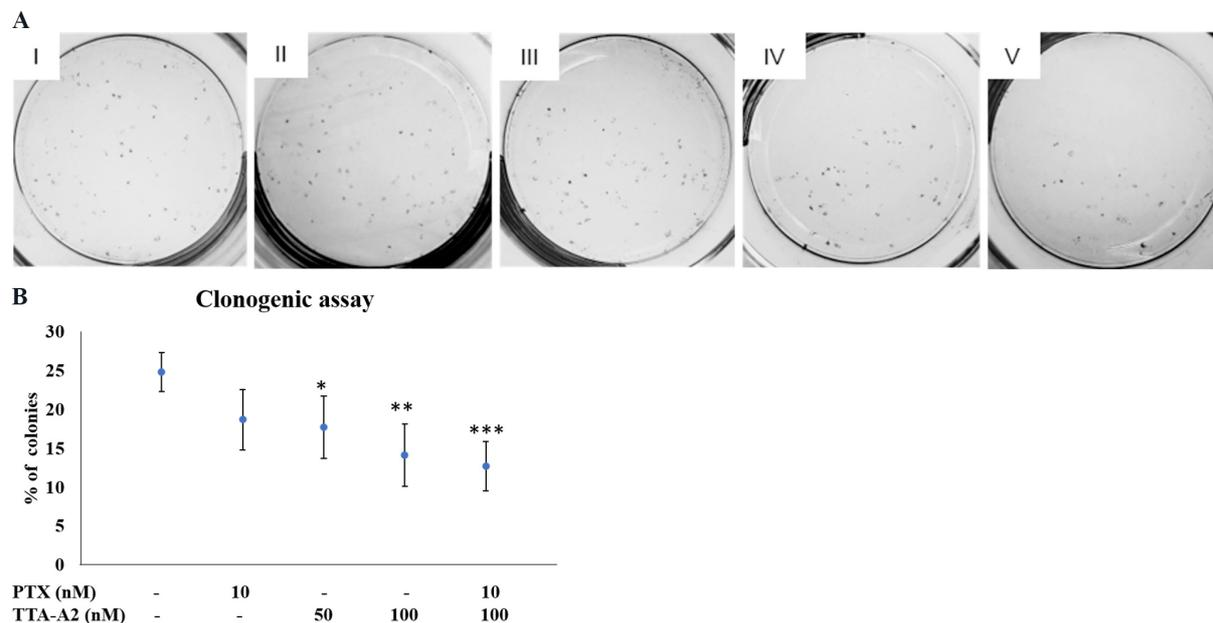 A
I II III IV V
B
Clonogenic assay
30
25
20
15
10
5
0
% of colonies
*
**
***
PTX (nM) - 10 - - 10
TTA-A2 (nM) - - 50 100 100